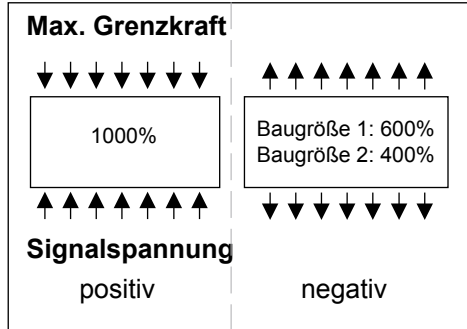 Max. Grenzkraft
1000%
Baugröße 1: 600%
Baugröße 2: 400%
Signalspannung
positiv
negativ